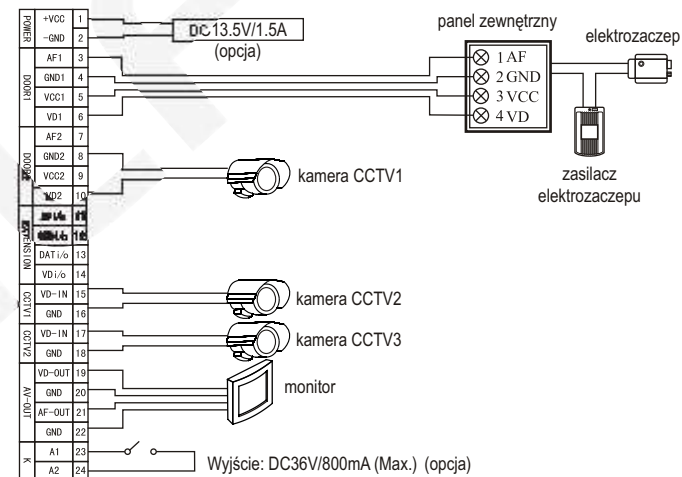 POWER
+VCC 1
-GND 2
DOOR1
AF1 3
GND1 4
VCC1 5
VD1 6
AF2 7
GND2 8
VCC2 9
VD2 10
DATi/o 13
VDi/o 14
CCTV1
VD-IN 15
GND 16
CCTV2
VD-IN 17
GND 18
AV-OUT
VD-OUT 19
GND 20
AF-OUT 21
GND 22
K
A1 23
A2 24
DC 13.5V/1.5A
(opcja)
panel zewnętrzny
1 AF
2 GND
3 VCC
4 VD
elektrozaczep
zasilacz
elektrozaczepu
kamera CCTV1
kamera CCTV2
kamera CCTV3
monitor
Wyjście: DC36V/800mA (Max.) (opcja)